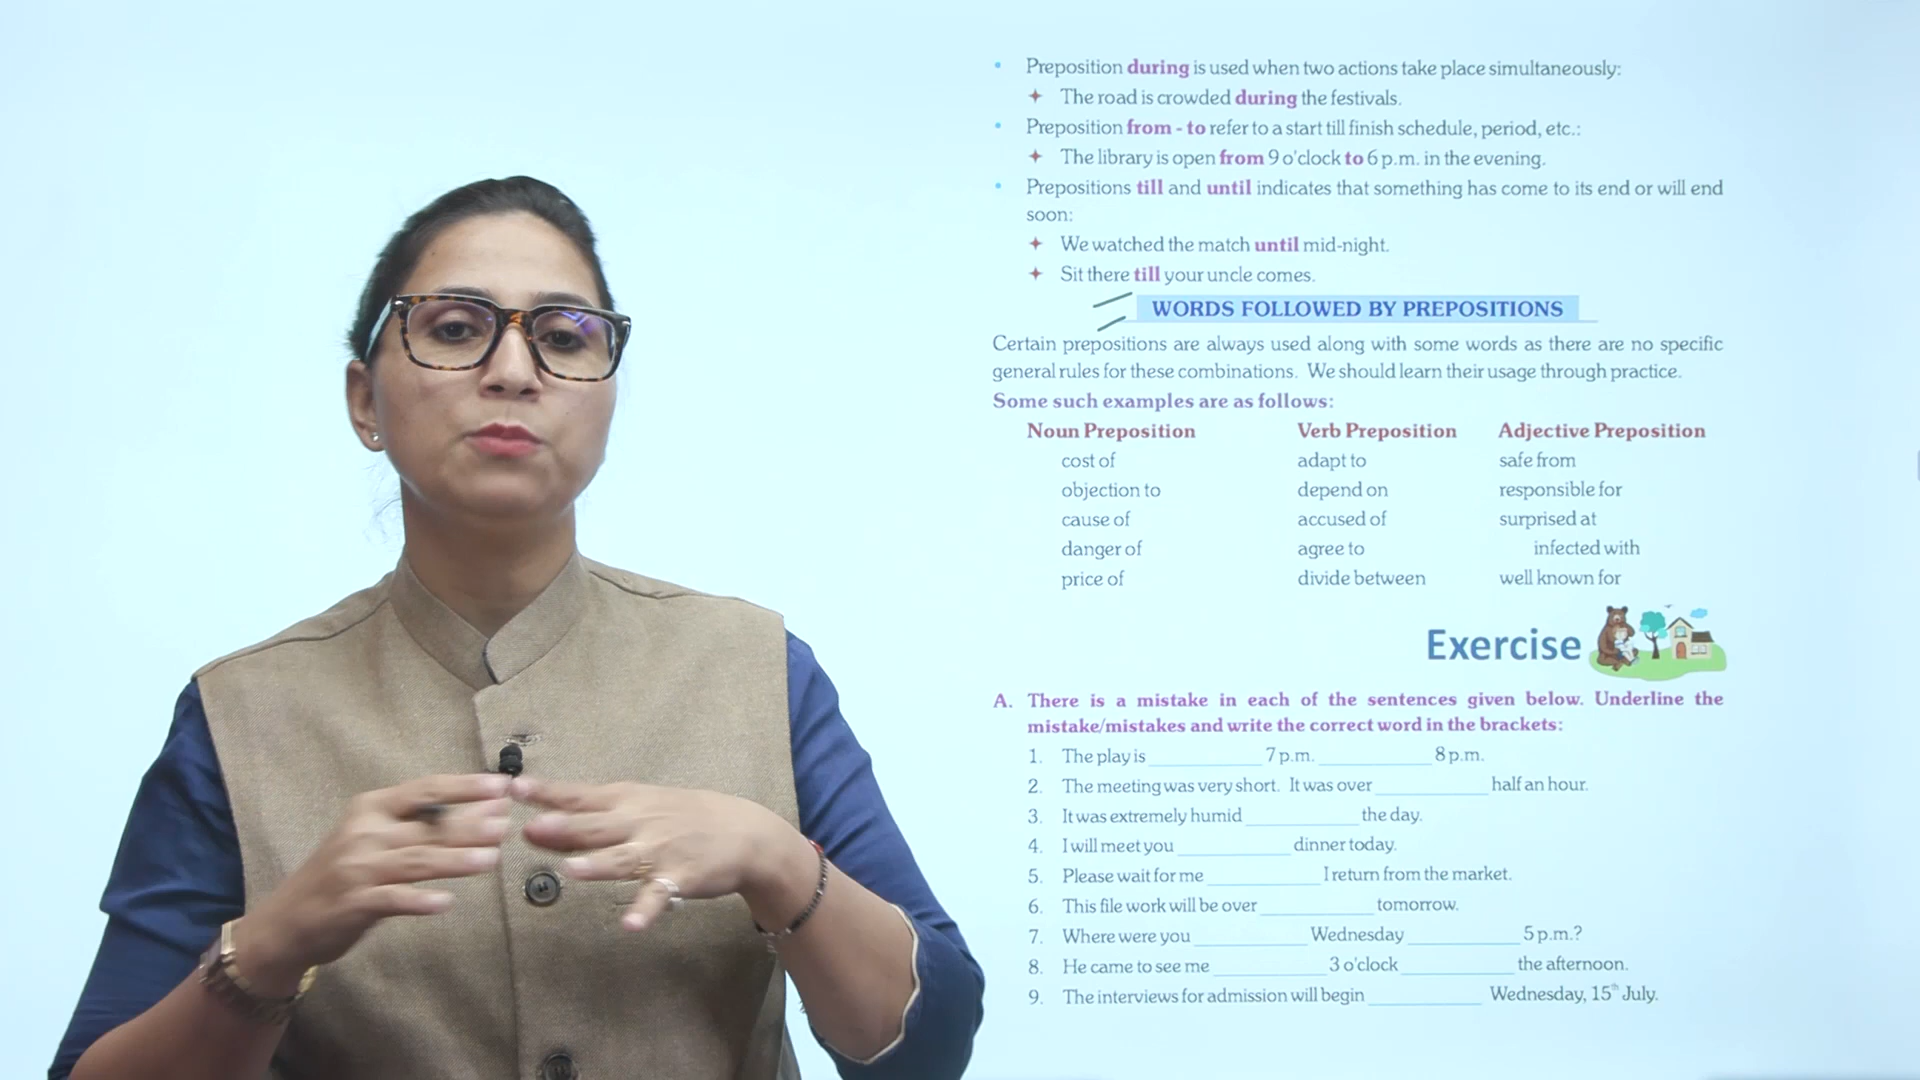 • Preposition during is used when two actions take place simultaneously:
The road is crowded during the festivals.
• Preposition from - to refer to a start till finish schedule, period, etc.:
The library is open from 9 o'clock to 6 p.m. in the evening.
• Prepositions till and until indicates that something has come to its end or will end
soon:
We watched the match until mid-night.
Sit there till your uncle comes.
WORDS FOLLOWED BY PREPOSITIONS
Certain prepositions are always used along with some words as there are no specific
general rules for these combinations. We should learn their usage through practice.
Some such examples are as follows:
Noun Preposition Verb Preposition Adjective Preposition
cost of adapt to safe from
objection to depend on responsible for
cause of accused of surprised at
danger of agree to infected with
price of divide between well known for
Exercise
A. There is a mistake in each of the sentences given below. Underline the
mistake/mistakes and write the correct word in the brackets:
1. The play is ____________ 7 p.m. ____________ 8 p.m.
2. The meeting was very short. It was over ____________ half an hour.
3. It was extremely humid ____________ the day.
4. I will meet you ____________ dinner today.
5. Please wait for me ____________ I return from the market.
6. This file work will be over ____________ tomorrow.
7. Where were you ____________ Wednesday ____________ 5 p.m.?
8. He came to see me ____________ 3 o'clock ____________ the afternoon.
9. The interviews for admission will begin ____________ Wednesday, 15th July.